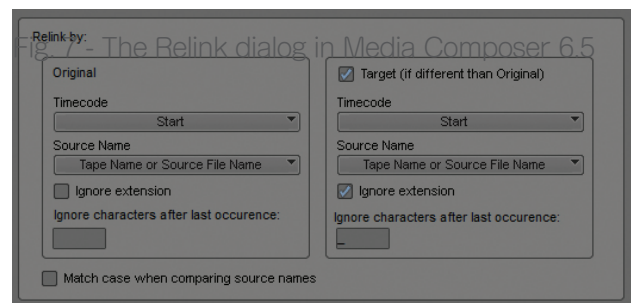 Relink by:
Fig. 7 - The Relink dialog in Media Composer 6.5
Original
Timecode
Start
Source Name
Tape Name or Source File Name
Ignore extension
Ignore characters after last occurence:
Target (if different than Original)
Timecode
Start
Source Name
Tape Name or Source File Name
Ignore extension
Ignore characters after last occurence:
_
Match case when comparing source names